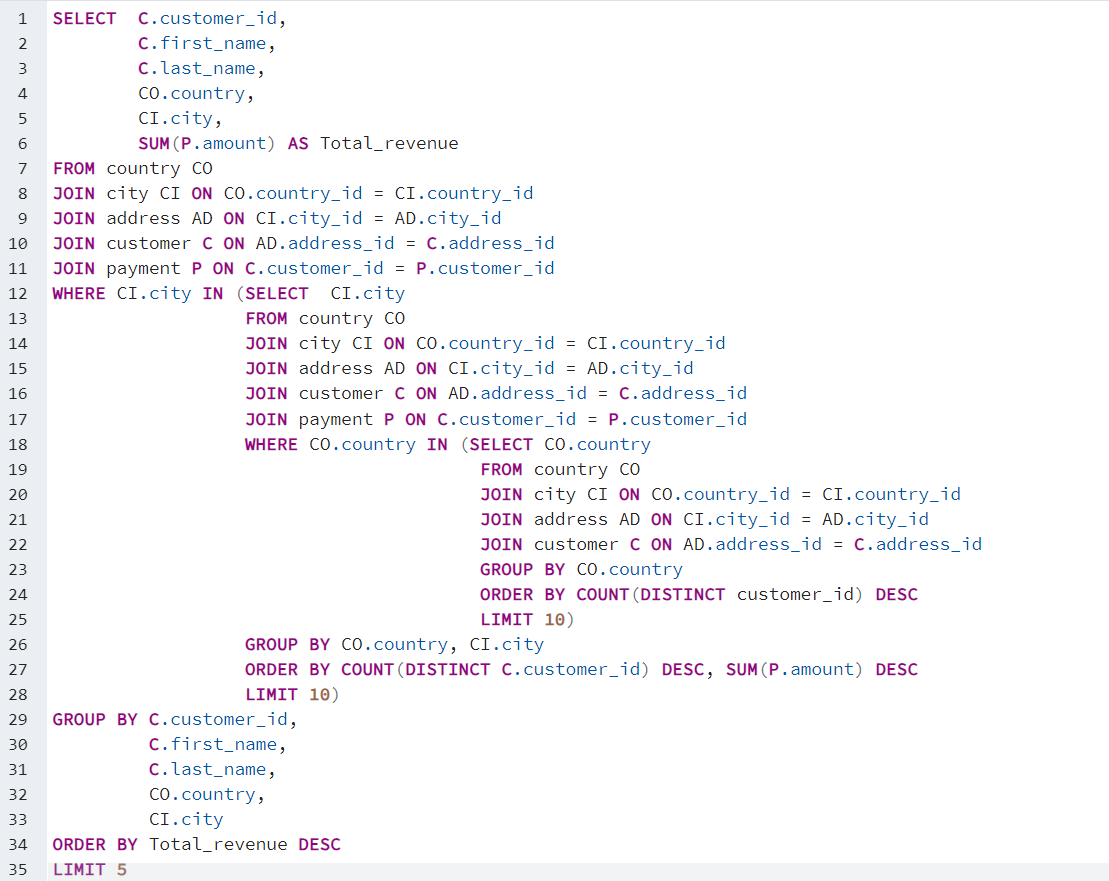 1 SELECT  C.customer_id,
2         C.first_name,
3         C.last_name,
4         CO.country,
5         CI.city,
6         SUM(P.amount) AS Total_revenue
7 FROM country CO
8 JOIN city CI ON CO.country_id = CI.country_id
9 JOIN address AD ON CI.city_id = AD.city_id
10 JOIN customer C ON AD.address_id = C.address_id
11 JOIN payment P ON C.customer_id = P.customer_id
12 WHERE CI.city IN (SELECT  CI.city
13                   FROM country CO
14                   JOIN city CI ON CO.country_id = CI.country_id
15                   JOIN address AD ON CI.city_id = AD.city_id
16                   JOIN customer C ON AD.address_id = C.address_id
17                   JOIN payment P ON C.customer_id = P.customer_id
18                   WHERE CO.country IN (SELECT CO.country
19                                         FROM country CO
20                                         JOIN city CI ON CO.country_id = CI.country_id
21                                         JOIN address AD ON CI.city_id = AD.city_id
22                                         JOIN customer C ON AD.address_id = C.address_id
23                                         GROUP BY CO.country
24                                         ORDER BY COUNT(DISTINCT customer_id) DESC
25                                         LIMIT 10)
26                   GROUP BY CO.country, CI.city
27                   ORDER BY COUNT(DISTINCT C.customer_id) DESC, SUM(P.amount) DESC
28                   LIMIT 10)
29 GROUP BY C.customer_id,
30          C.first_name,
31          C.last_name,
32          CO.country,
33          CI.city
34 ORDER BY Total_revenue DESC
35 LIMIT 5